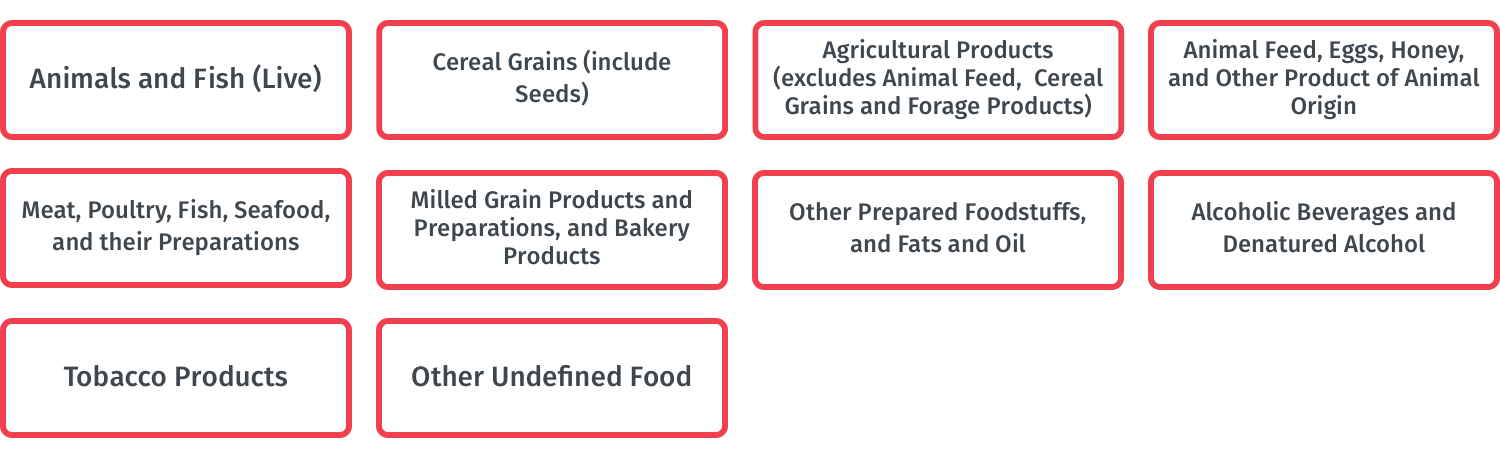 Animals and Fish (Live)
Cereal Grains (include
Seeds)
Agricultural Products
(excludes Animal Feed,  Cereal
Grains and Forage Products)
Animal Feed, Eggs, Honey,
and Other Product of Animal
Origin
Meat, Poultry, Fish, Seafood,
and their Preparations
Milled Grain Products and
Preparations, and Bakery
Products
Other Prepared Foodstuffs,
and Fats and Oil
Alcoholic Beverages and
Denatured Alcohol
Tobacco Products
Other Undefined Food